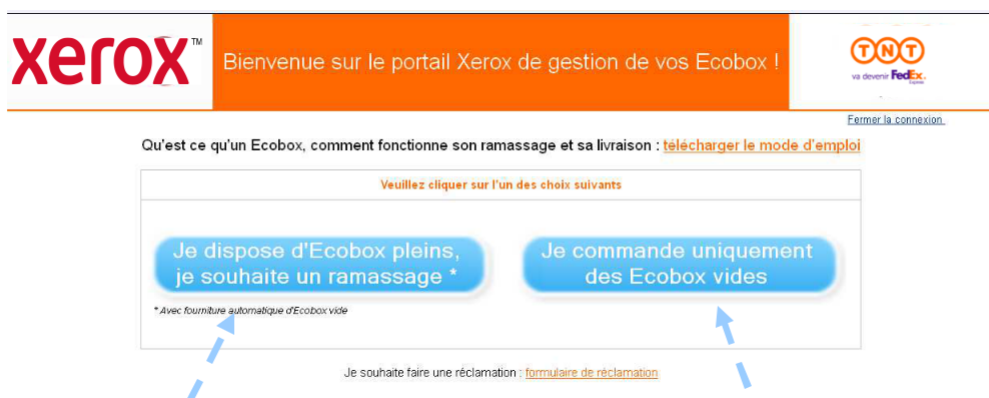 xerox™
Bienvenue sur le portail Xerox de gestion de vos Ecobox !
TNT
va devenir FedEx.
Express
Fermer la connexion
Qu'est ce qu'un Ecobox, comment fonctionne son ramassage et sa livraison : télécharger le mode d'emploi
Veuillez cliquer sur l'un des choix suivants
Je dispose d'Ecobox pleins,
je souhaite un ramassage *
Je commande uniquement
des Ecobox vides
* Avec fourniture automatique d'Ecobox vide
Je souhaite faire une réclamation : formulaire de réclamation